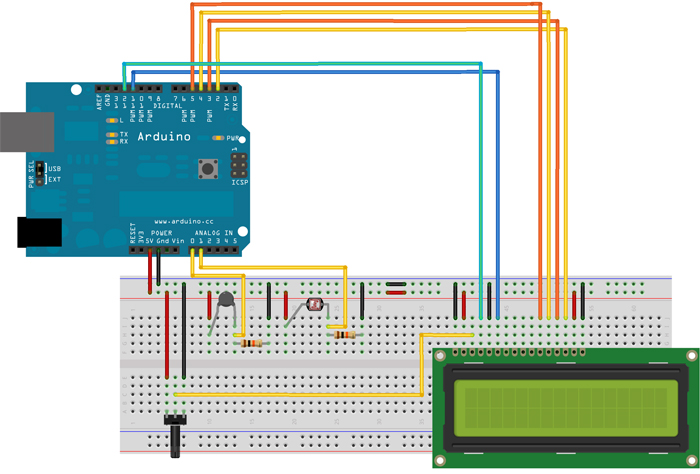 AREF
GND
13
12
PWM 11
PWM 10
PWM 9
8
7
PWM 6
PWM 5
4
PWM 3
2
TX 1
RX 0
DIGITAL
L
TX
RX
Arduino
PWR
1
ICSP
PWR SEL
USB
EXT
www.arduino.cc
POWER
ANALOG IN
RESET
3V3
5V
Gnd
Vin
0 1 2 3 4 5